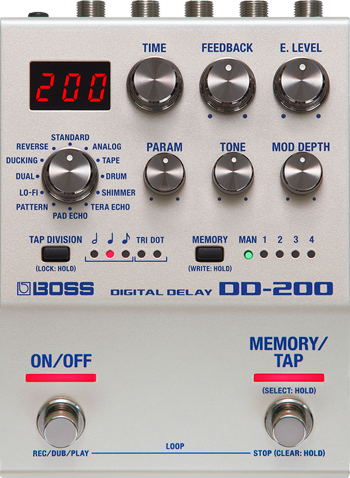 TIME FEEDBACK E. LEVEL
200
STANDARD
REVERSE ANALOG
DUCKING TAPE
DUAL DRUM
LO-FI SHIMMER
PATTERN TERA ECHO
PAD ECHO
PARAM TONE MOD DEPTH
TAP DIVISION TRI DOT MEMORY MAN 1 2 3 4
(LOCK: HOLD) (WRITE: HOLD)
BOSS DIGITAL DELAY DD-200
ON/OFF MEMORY/
TAP
(SELECT: HOLD)
REC/DUB/PLAY LOOP STOP (CLEAR: HOLD)